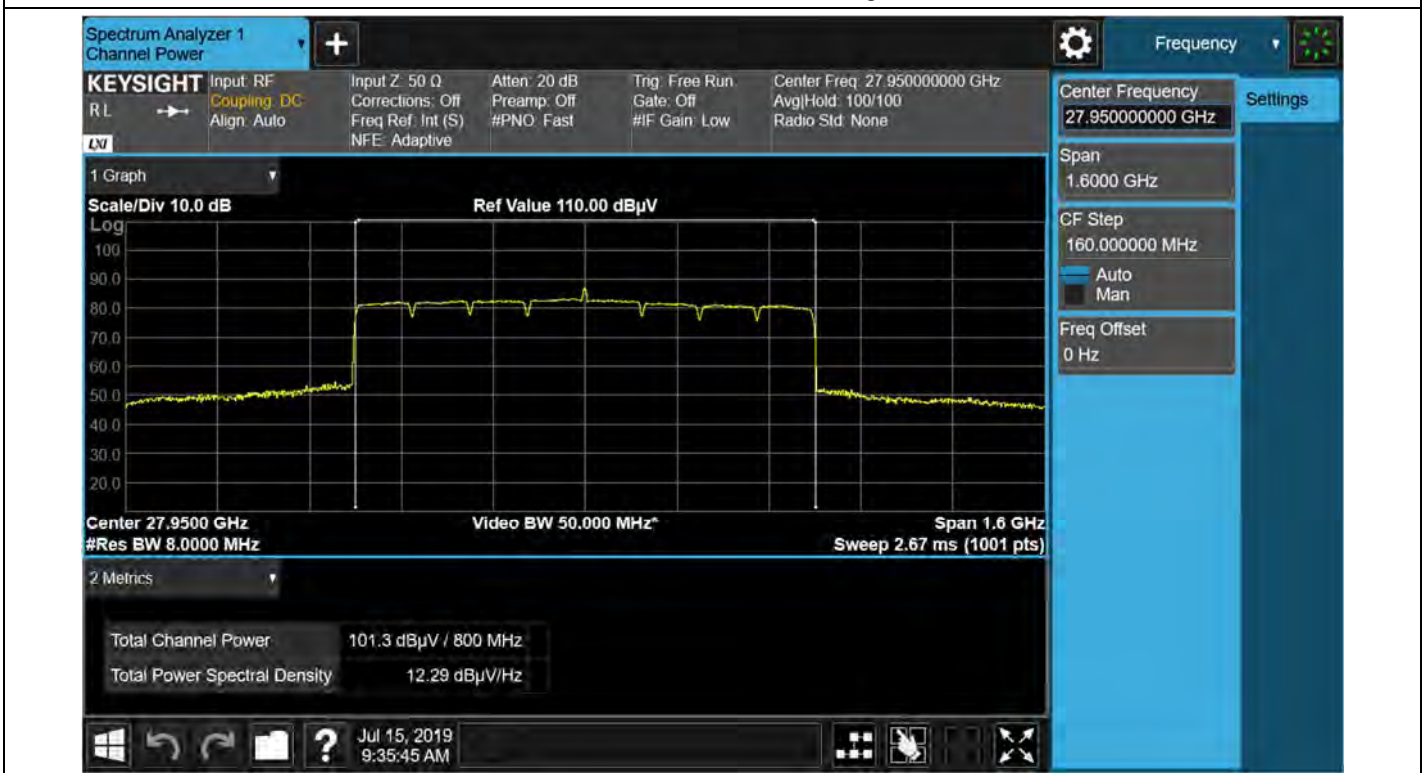 Spectrum Analyzer 1
Channel Power
Frequency
KEYSIGHT
RL
LXI
Input: RF
Coupling: DC
Align: Auto
Input Z: 50 Ω
Corrections: Off
Freq Ref: Int (S)
NFE: Adaptive
Atten: 20 dB
Preamp: Off
#PNO: Fast
Trig: Free Run
Gate: Off
#IF Gain: Low
Center Freq: 27.950000000 GHz
Avg|Hold: 100/100
Radio Std: None
Center Frequency
27.950000000 GHz
Settings
Span
1.6000 GHz
CF Step
160.000000 MHz
Auto
Man
Freq Offset
0 Hz
1 Graph
Scale/Div 10.0 dB
Ref Value 110.00 dBµV
Log
100
90.0
80.0
70.0
60.0
50.0
40.0
30.0
20.0
Center 27.9500 GHz
Video BW 50.000 MHz*
Span 1.6 GHz
#Res BW 8.0000 MHz
Sweep 2.67 ms (1001 pts)
2 Metrics
Total Channel Power
101.3 dBµV / 800 MHz
Total Power Spectral Density
12.29 dBµV/Hz
?
Jul 15, 2019
9:35:45 AM